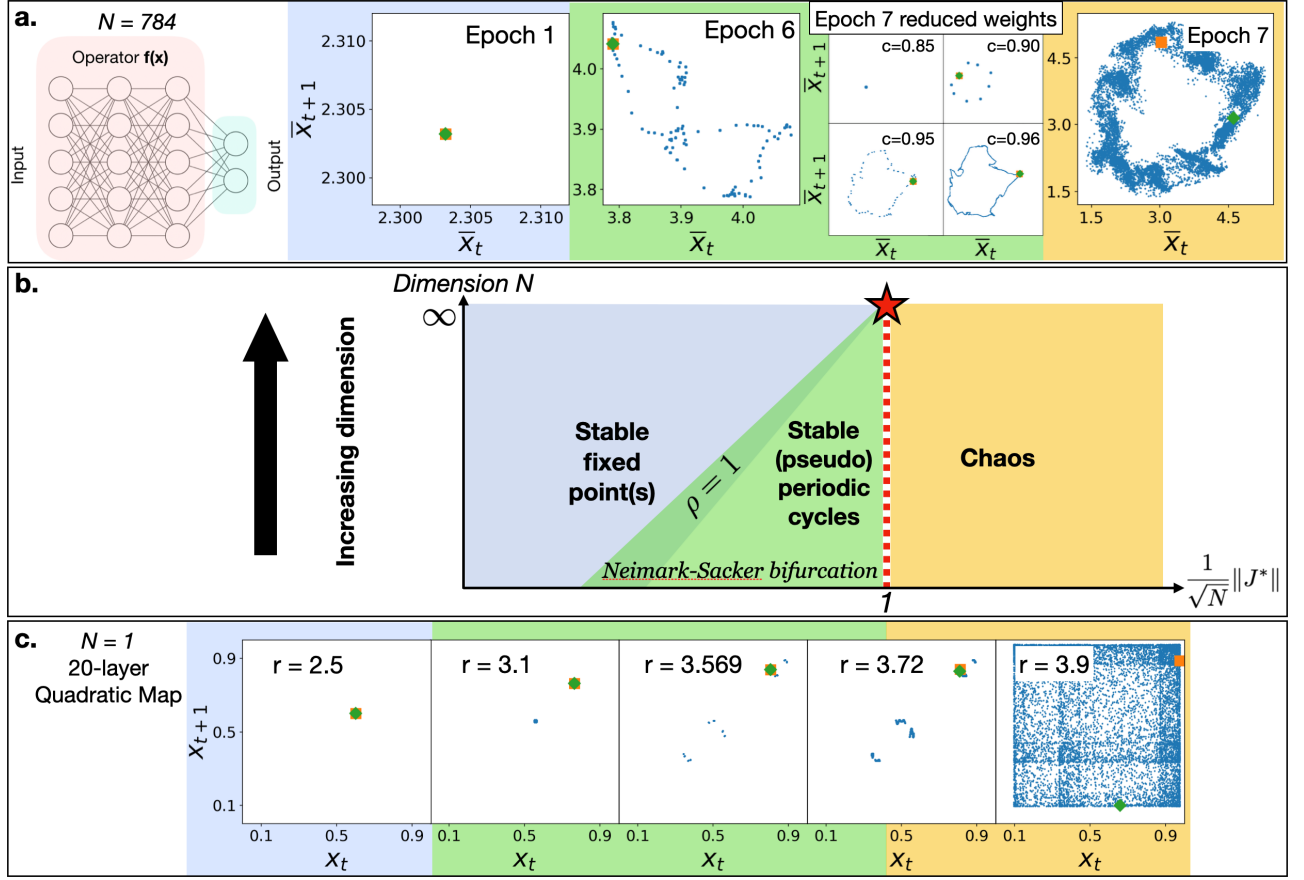 a.
N = 784
Operator f(x)
Input
Output
Epoch 1
2.310
2.305
2.300
x̄ₜ₊₁
2.300 2.305 2.310
x̄ₜ
Epoch 6
4.0
3.9
3.8
3.8 3.9 4.0
x̄ₜ
Epoch 7 reduced weights
c=0.85
c=0.90
x̄ₜ₊₁
c=0.95
c=0.96
x̄ₜ₊₁
x̄ₜ
x̄ₜ
Epoch 7
4.5
3.0
1.5
1.5 3.0 4.5
x̄ₜ
b.
Dimension N
∞
Increasing dimension
Stable
fixed
point(s)
ρ = 1
Stable
(pseudo)
periodic
cycles
Chaos
Neimark-Sacker bifurcation
1
1/√N ‖J*‖
c.
N = 1
20-layer
Quadratic Map
xₜ₊₁
0.9
0.5
0.1
r = 2.5
r = 3.1
r = 3.569
r = 3.72
r = 3.9
0.1 0.5 0.9
0.1 0.5 0.9
0.1 0.5 0.9
0.1 0.5 0.9
0.1 0.5 0.9
xₜ
xₜ
xₜ
xₜ
xₜ